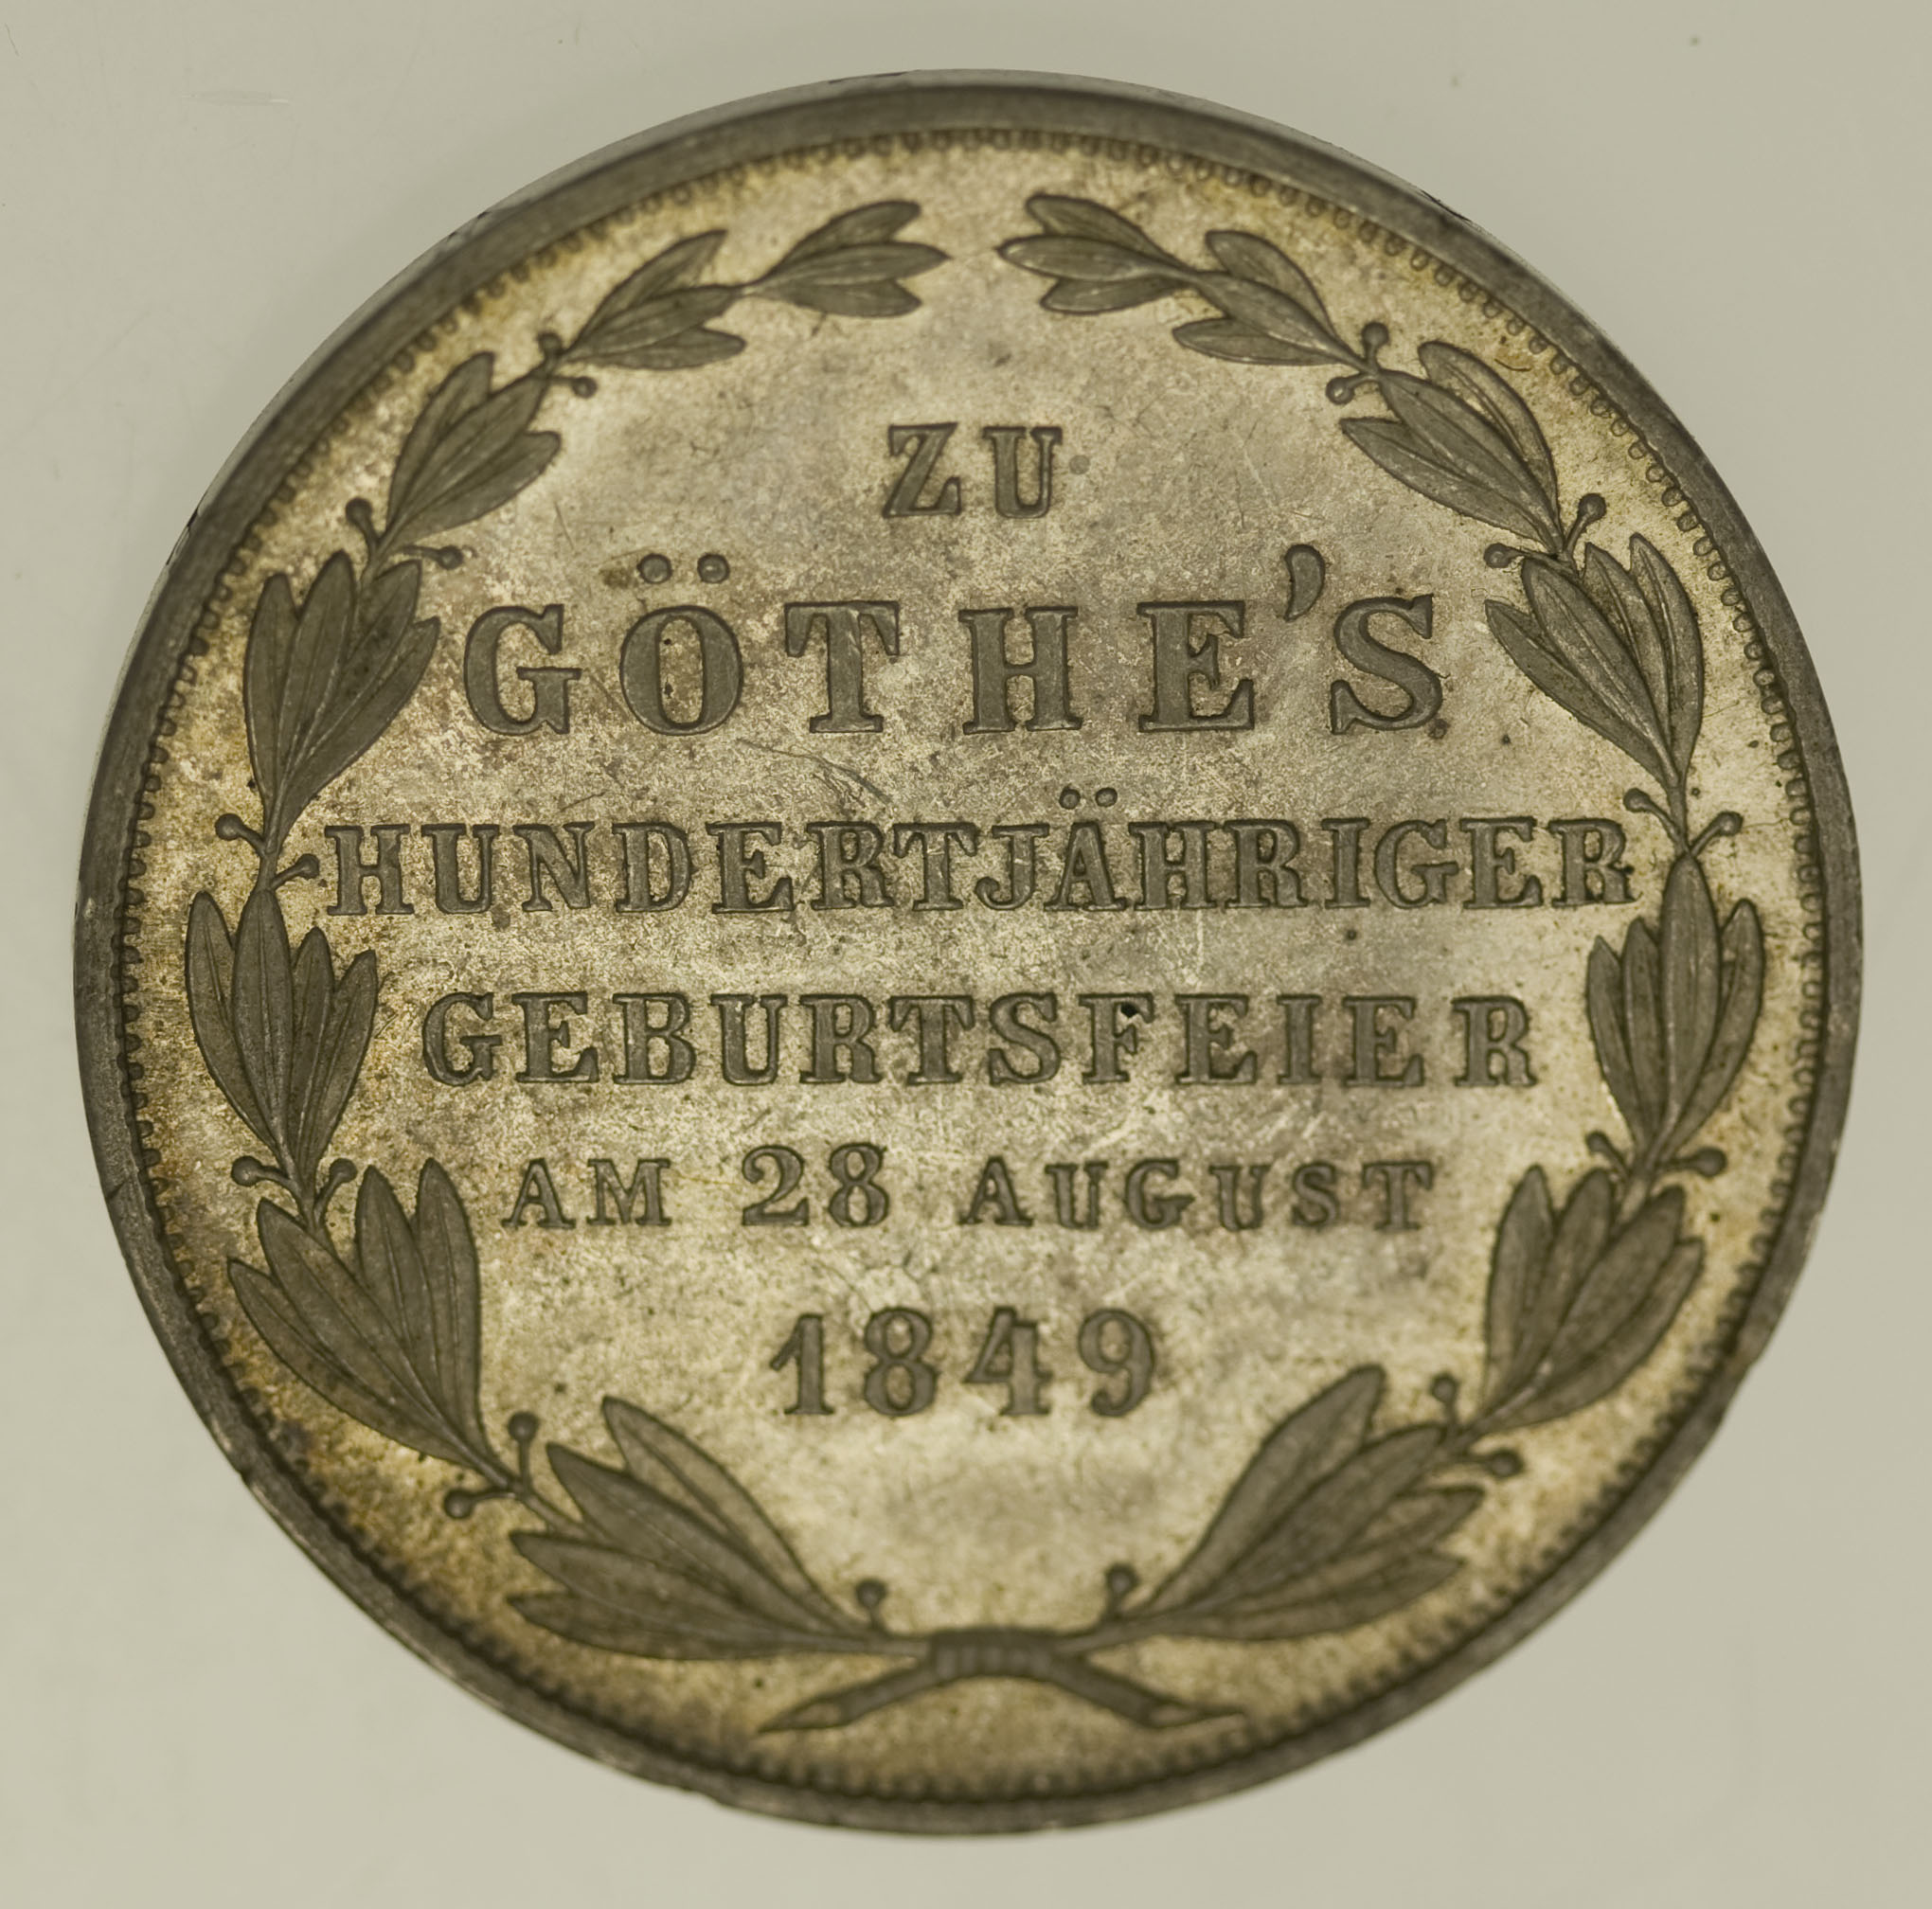 ZU
GÖTHE'S
HUNDERTJÄHRIGER
GEBURTSFEIER
AM 28 AUGUST
1849